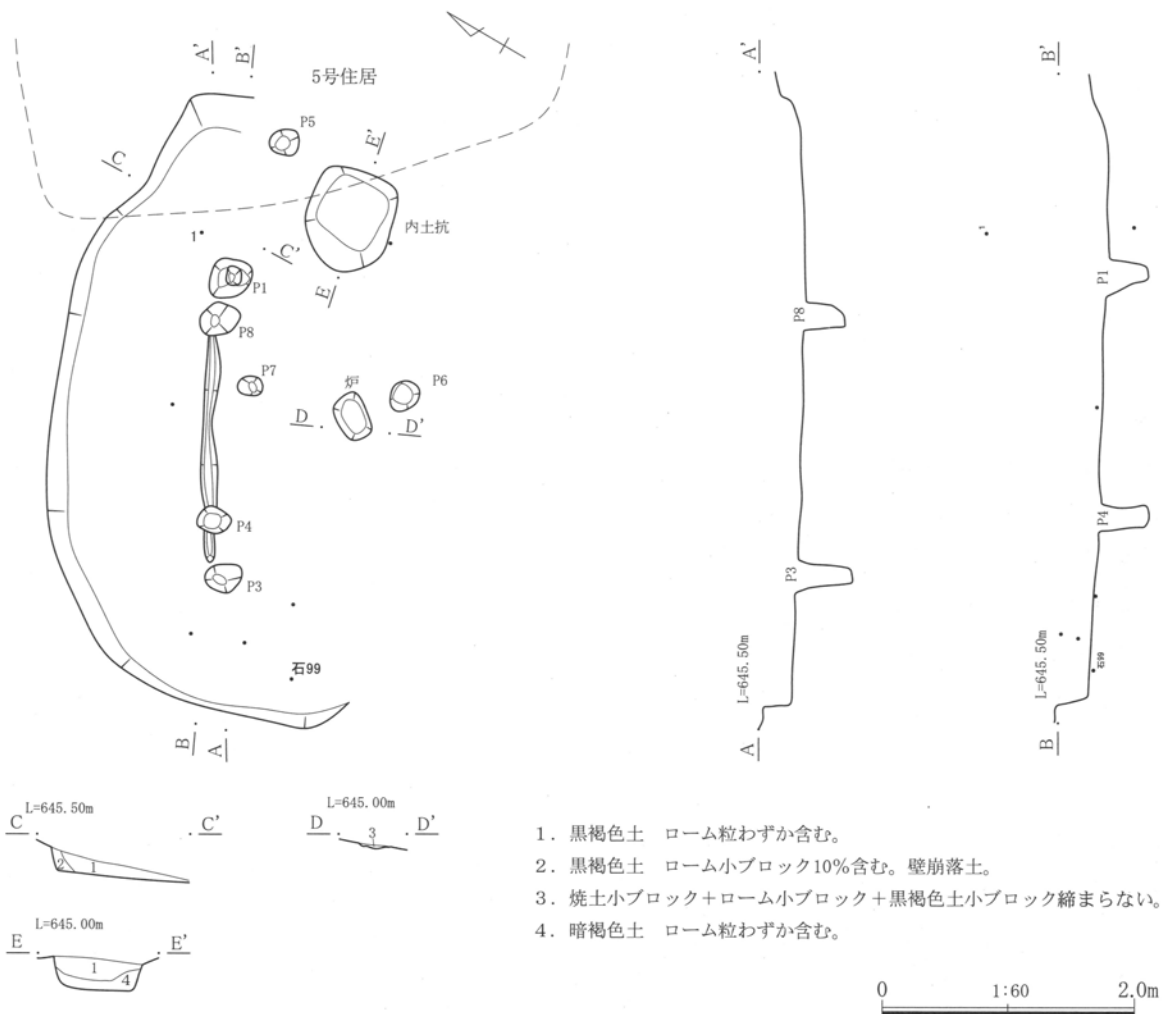 A'
B'
5号住居
P5
C
E'
内土抗
1
C'
P1
E
P8
P7
炉
P6
D
D'
P4
P3
石99
B
A
A'
P8
P3
L=645.50m
A
B'
1
P1
P4
L=645.50m
石99
B
L=645.50m
C
C'
2
1
L=645.00m
D
D'
3
L=645.00m
E
E'
1
4
1. 黒褐色土 ローム粒わずか含む。
2. 黒褐色土 ローム小ブロック10%含む。壁崩落土。
3. 焼土小ブロック＋ローム小ブロック＋黒褐色土小ブロック締まらない。
4. 暗褐色土 ローム粒わずか含む。
0 1:60 2.0m